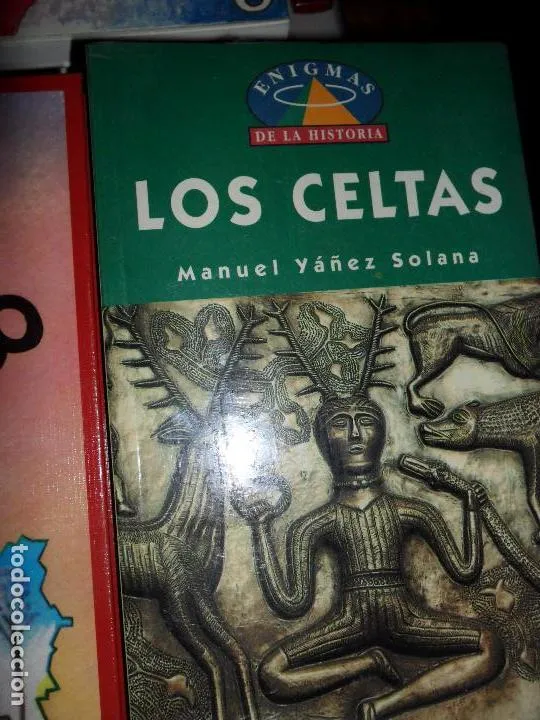 ENIGMAS
DE LA HISTORIA
LOS CELTAS
Manuel Yáñez Solana
todocoleccion